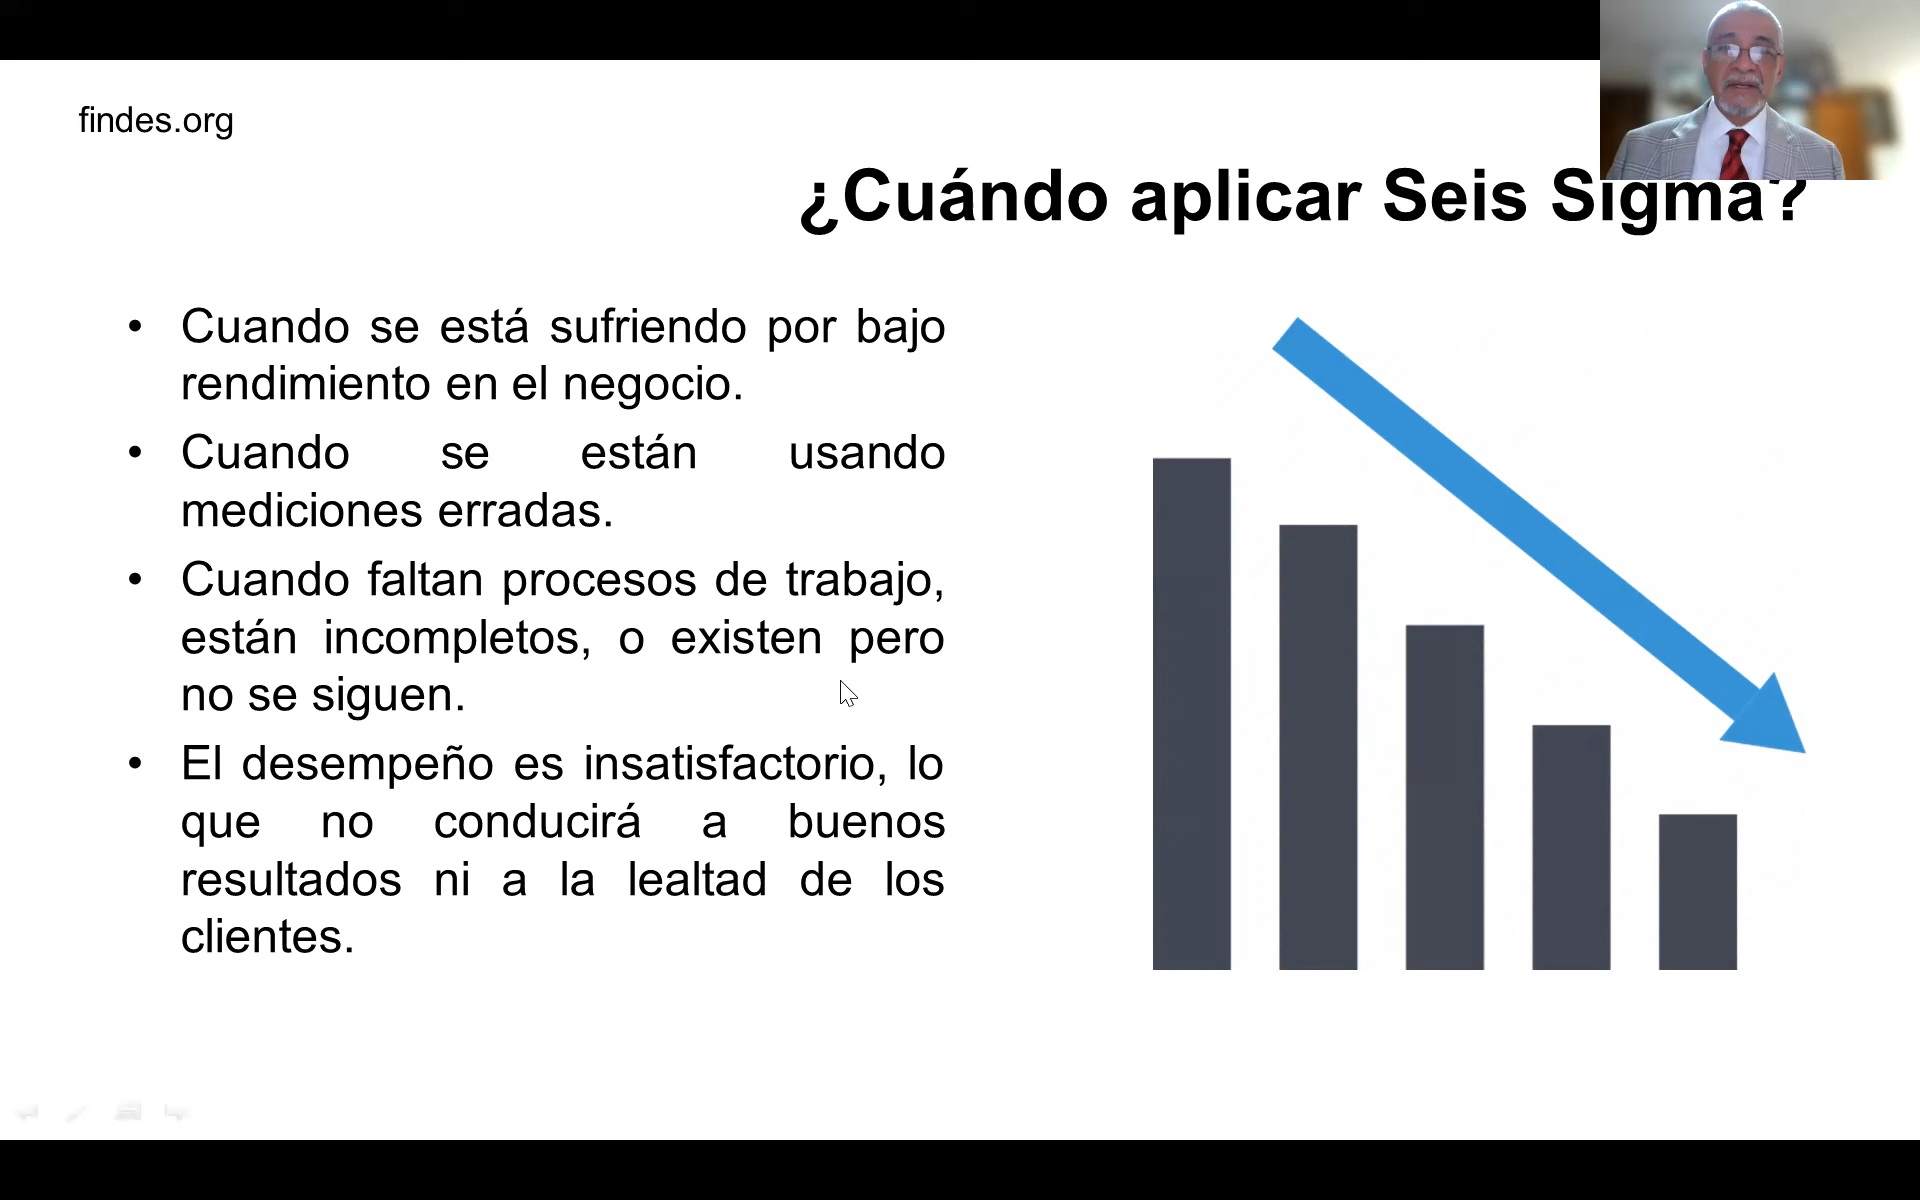 findes.org
¿Cuándo aplicar Seis Sigma?
• Cuando se está sufriendo por bajo
rendimiento en el negocio.
• Cuando se están usando
mediciones erradas.
• Cuando faltan procesos de trabajo,
están incompletos, o existen pero
no se siguen.
• El desempeño es insatisfactorio, lo
que no conducirá a buenos
resultados ni a la lealtad de los
clientes.